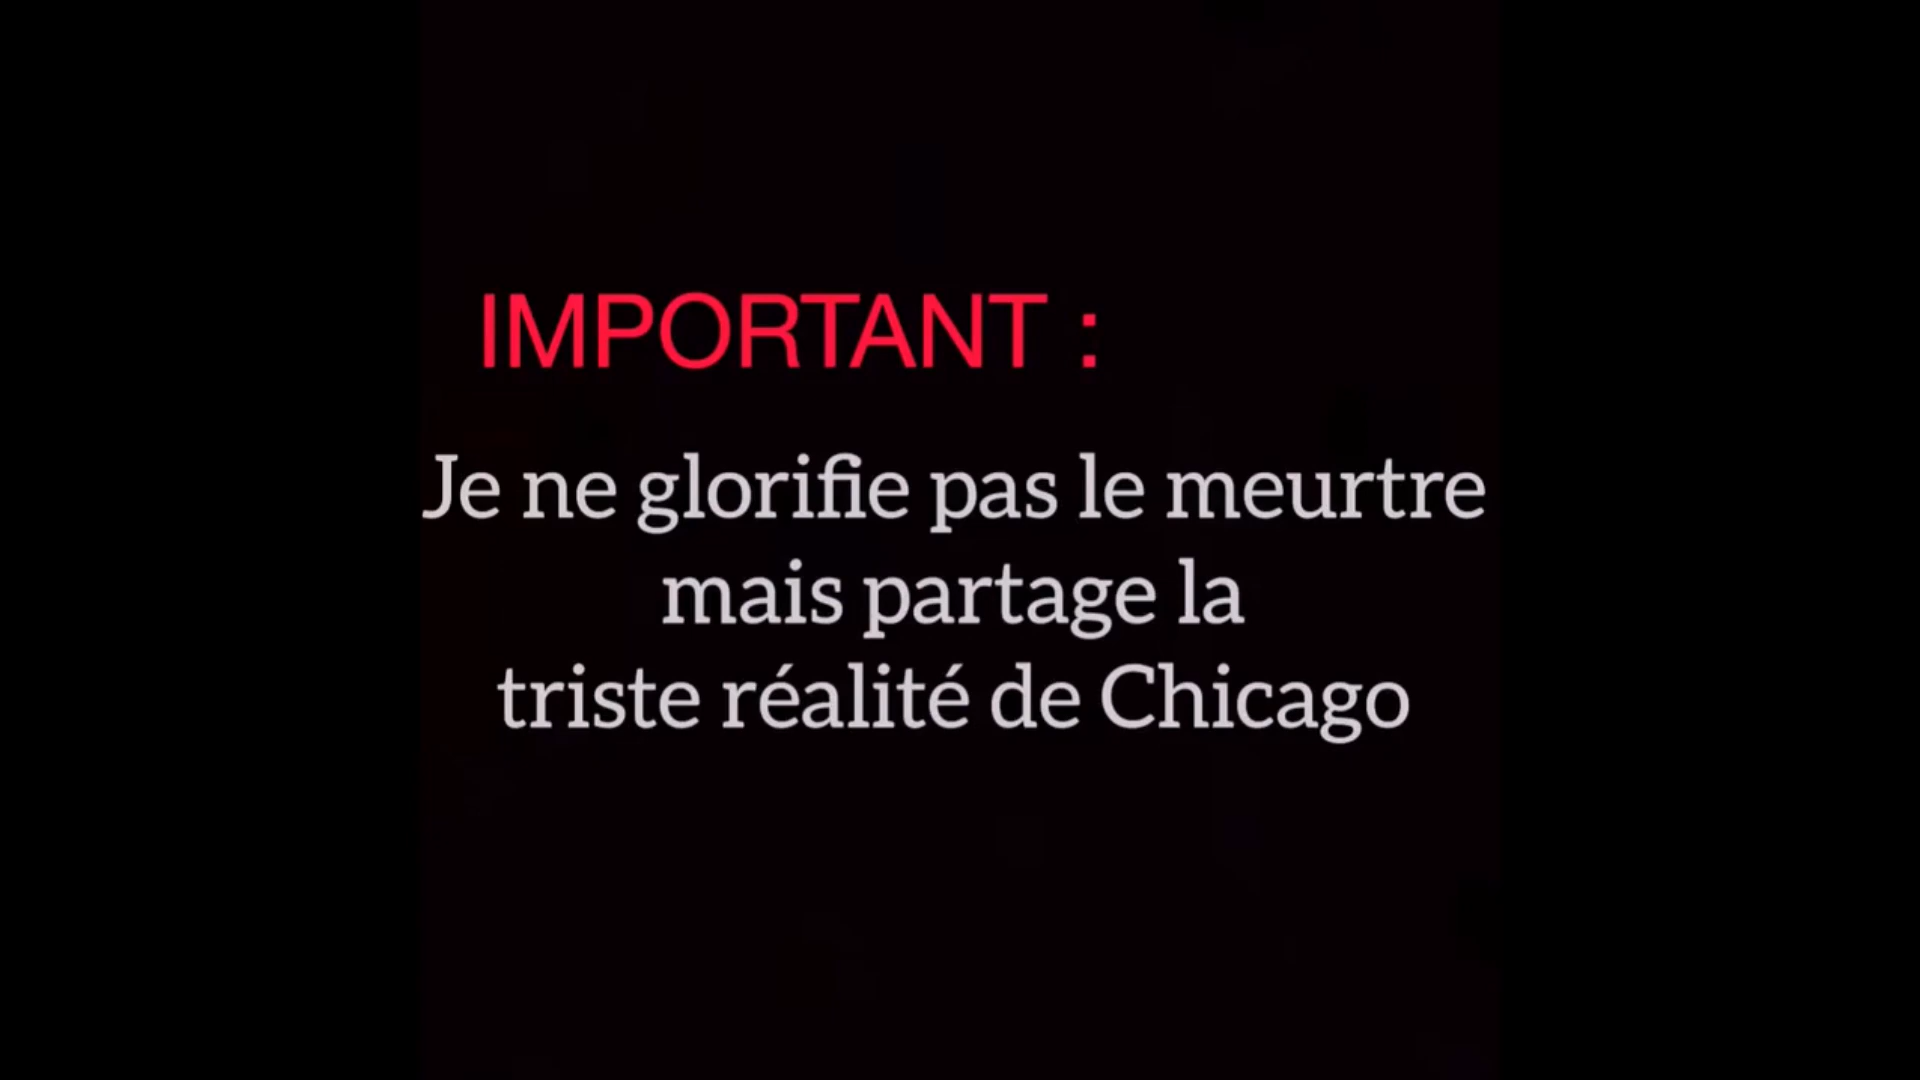 IMPORTANT :
Je ne glorifie pas le meurtre
mais partage la
triste réalité de Chicago